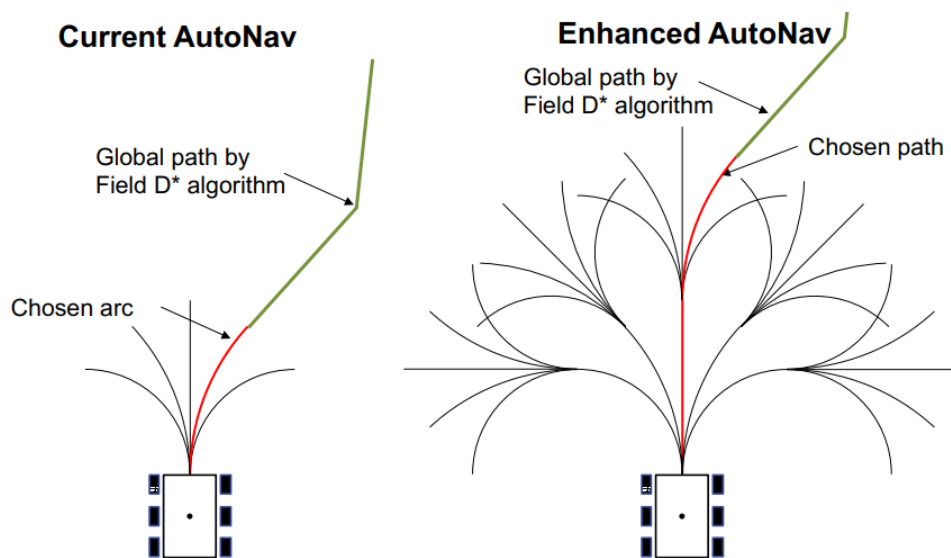 Current AutoNav
Global path by
Field D* algorithm
Chosen arc
Enhanced AutoNav
Global path by
Field D* algorithm
Chosen path